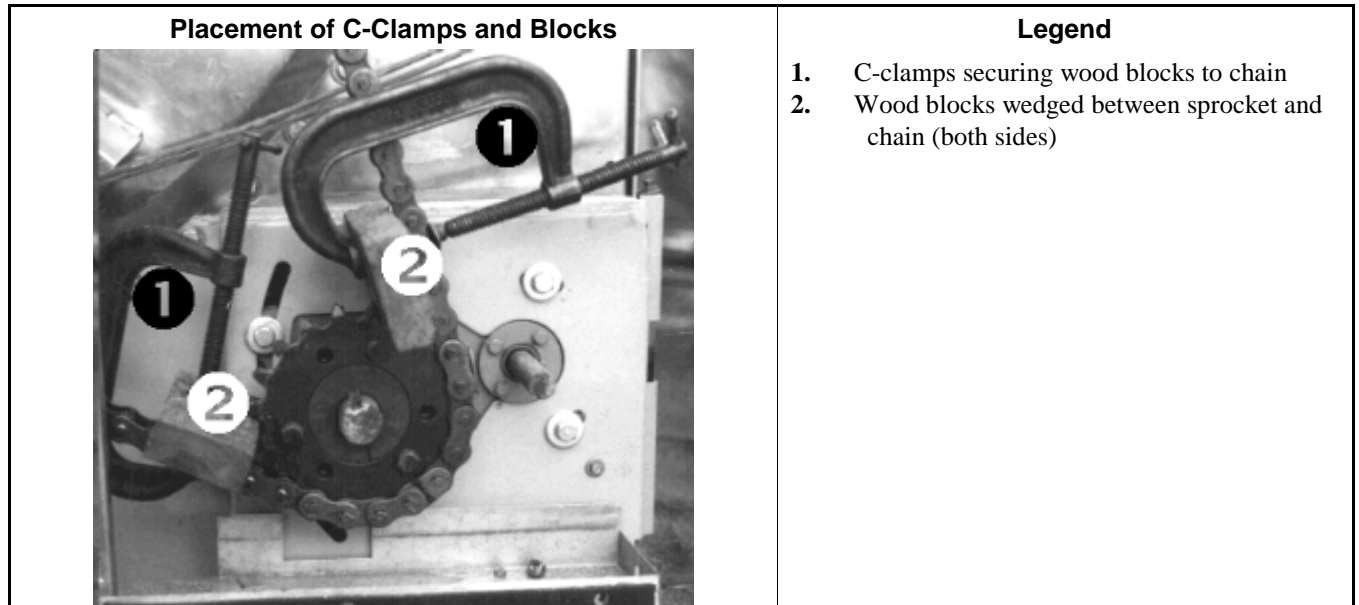 Placement of C-Clamps and Blocks
1
2
1
2
Legend
1. C-clamps securing wood blocks to chain
2. Wood blocks wedged between sprocket and
chain (both sides)